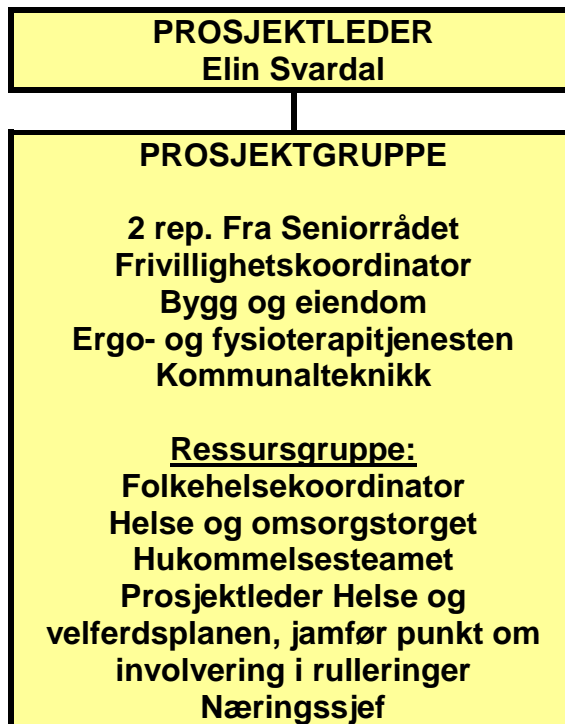 PROSJEKTLEDER
Elin Svardal
PROSJEKTGRUPPE
2 rep. Fra Seniorrådet
Frivillighetskoordinator
Bygg og eiendom
Ergo- og fysioterapitjenesten
Kommunalteknikk
Ressursgruppe:
Folkehelsekoordinator
Helse og omsorgstorget
Hukommelsesteamet
Prosjektleder Helse og
velferdsplanen, jamfør punkt om
involvering i rulleringer
Næringssjef